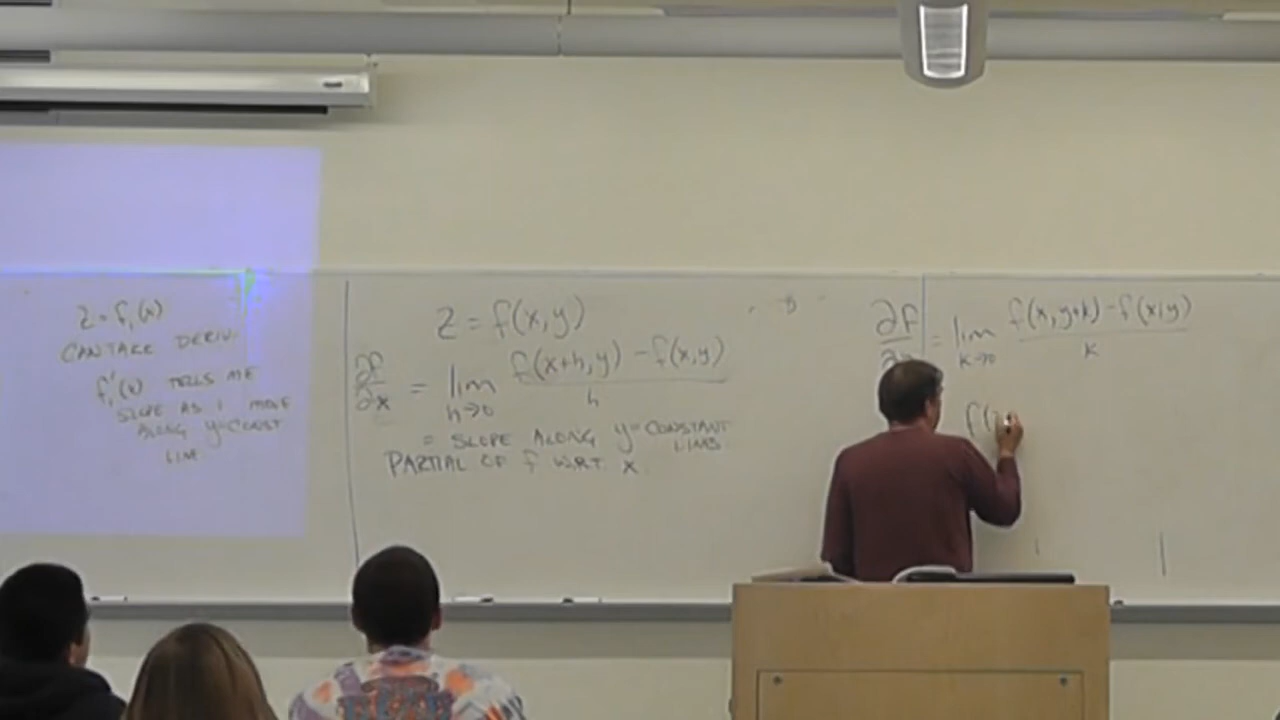 Z = f₁(x)
CAN TAKE DERIV.
f₁'(x) TELLS ME
SLOPE AS I MOVE
ALONG y=CONST
LINE
Z = f(x,y)
∂f/∂x = lim h→0 (f(x+h,y) - f(x,y))/h
= SLOPE ALONG y=CONSTANT
LINES
PARTIAL OF f W.R.T. x
∂f = lim k→0 (f(x,y+k) - f(x,y))/k
f(